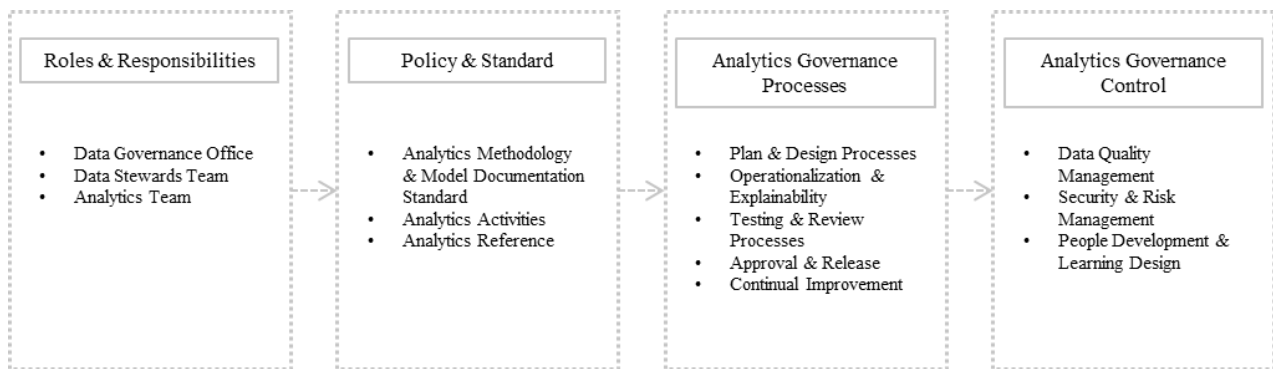 Roles & Responsibilities
• Data Governance Office
• Data Stewards Team
• Analytics Team
Policy & Standard
• Analytics Methodology
& Model Documentation
Standard
• Analytics Activities
• Analytics Reference
Analytics Governance
Processes
• Plan & Design Processes
• Operationalization &
Explainability
• Testing & Review
Processes
• Approval & Release
• Continual Improvement
Analytics Governance
Control
• Data Quality
Management
• Security & Risk
Management
• People Development &
Learning Design